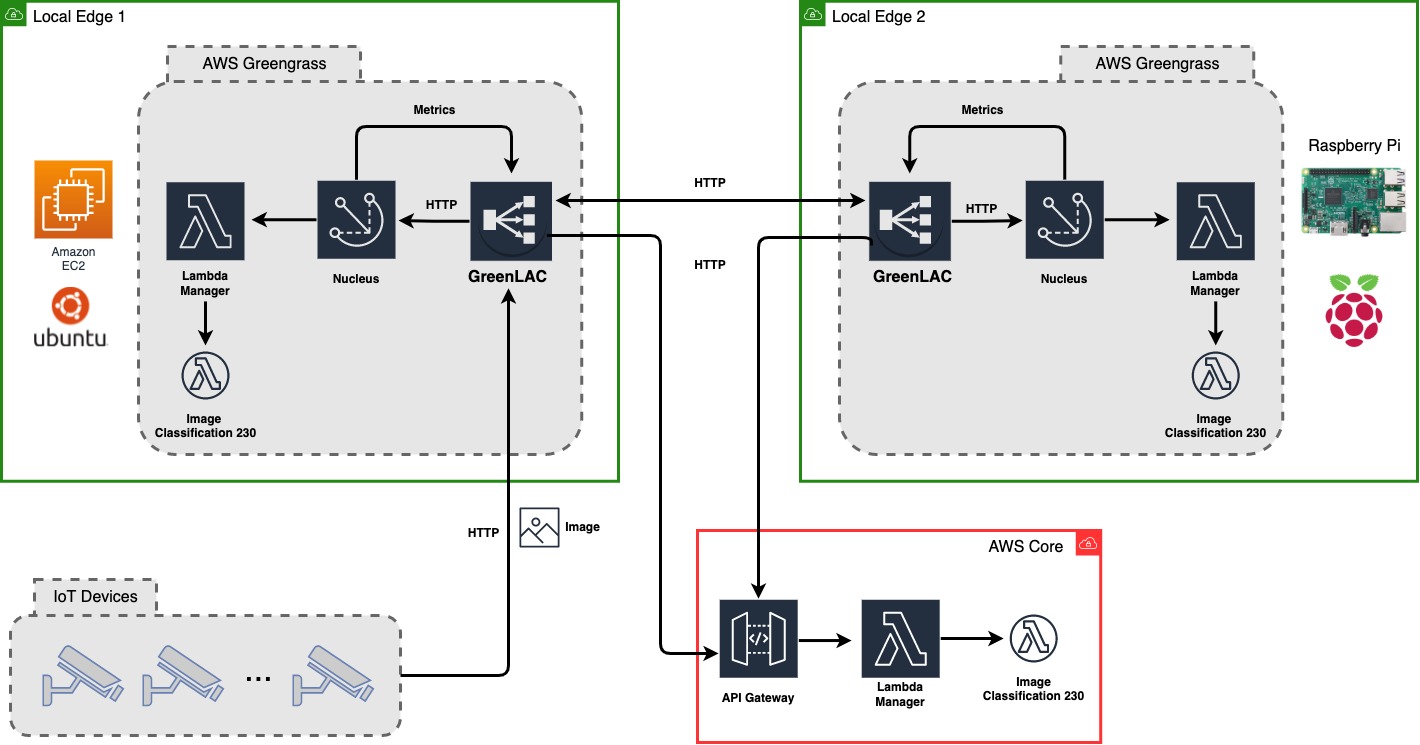 Local Edge 1
AWS Greengrass
Metrics
HTTP
Amazon
EC2
ubuntu
Lambda
Manager
Nucleus
GreenLAC
Image
Classification 230
HTTP
HTTP
Local Edge 2
AWS Greengrass
Metrics
HTTP
Raspberry Pi
GreenLAC
Nucleus
Lambda
Manager
Image
Classification 230
HTTP
Image
IoT Devices
...
AWS Core
</>
API Gateway
Lambda
Manager
Image
Classification 230